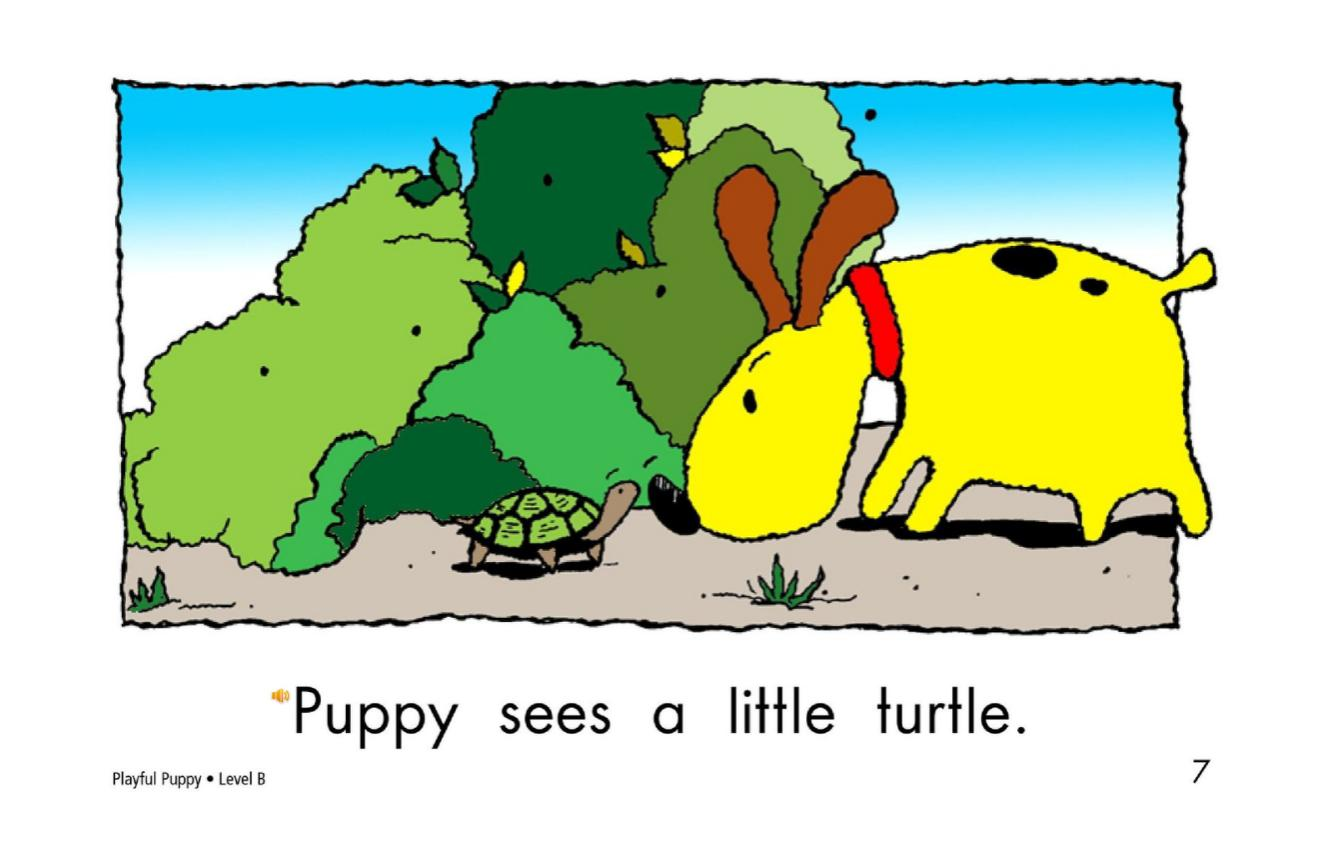 Puppy sees a little turtle.
Playful Puppy • Level B
7